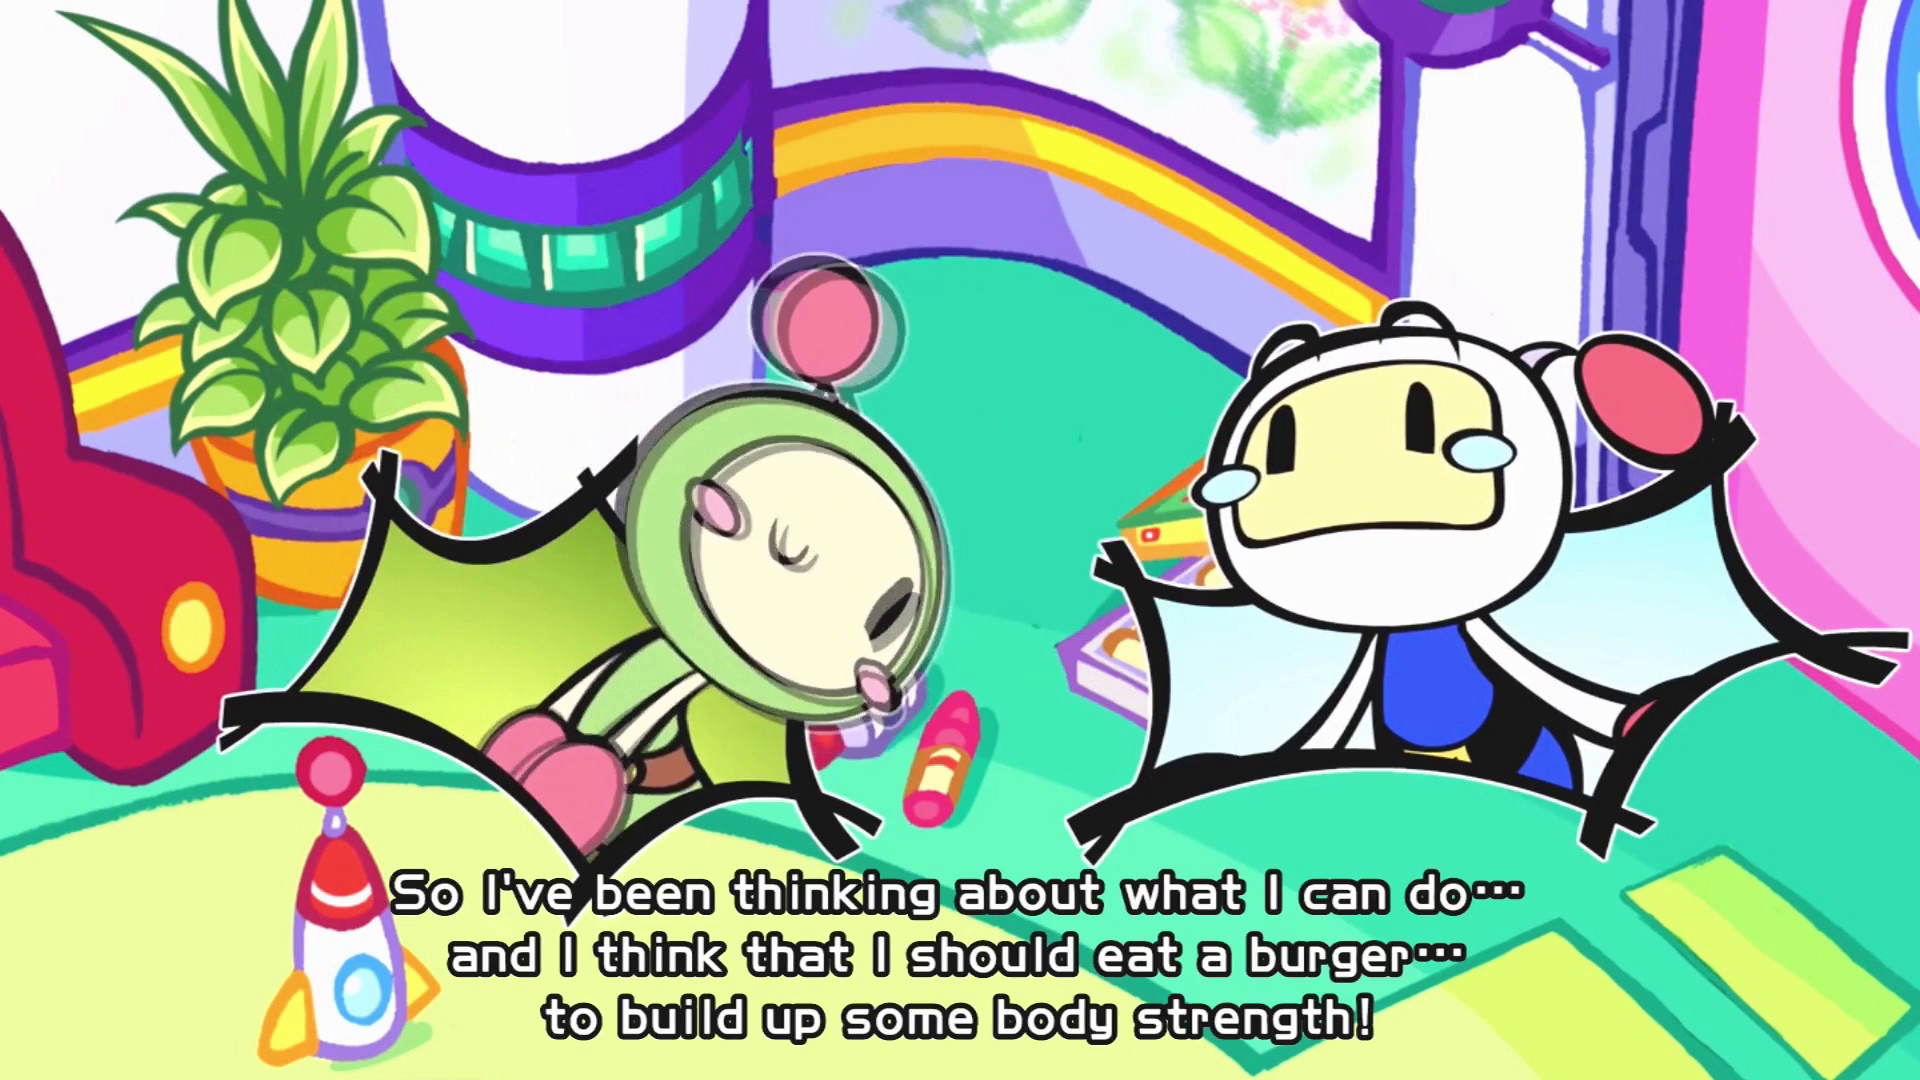 So I've been thinking about what I can do…
and I think that I should eat a burger…
to build up some body strength!